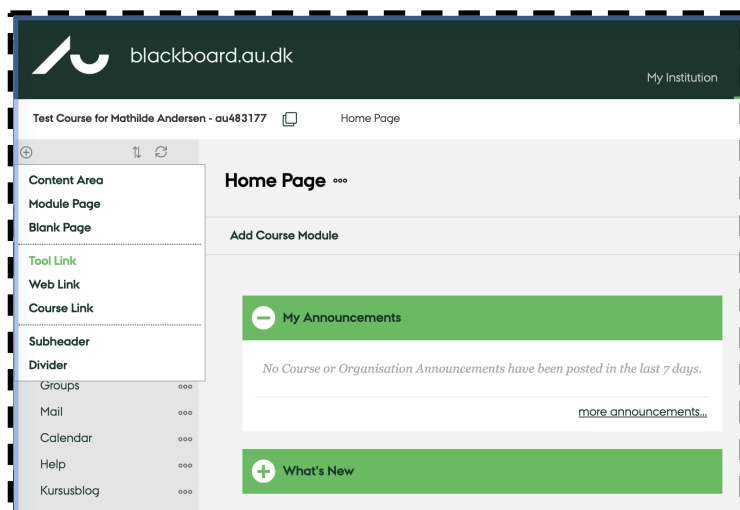 blackboard.au.dk
My Institution
Test Course for Mathilde Andersen - au483177
Home Page
Content Area
Module Page
Blank Page
Tool Link
Web Link
Course Link
Subheader
Divider
Groups
Mail
Calendar
Help
Kursusblog
Home Page
Add Course Module
My Announcements
No Course or Organisation Announcements have been posted in the last 7 days.
more announcements...
What's New